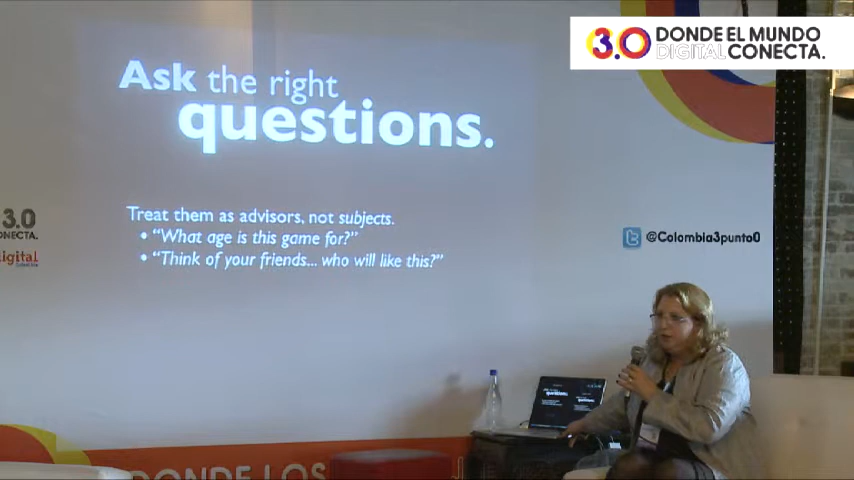 3.0 DONDE EL MUNDO
DIGITAL CONECTA.
Ask the right
questions.
Treat them as advisors, not subjects.
• “What age is this game for?”
• “Think of your friends... who will like this?”
3.0
CONECTA.
digital
@Colombia3punto0
DONDE LOS